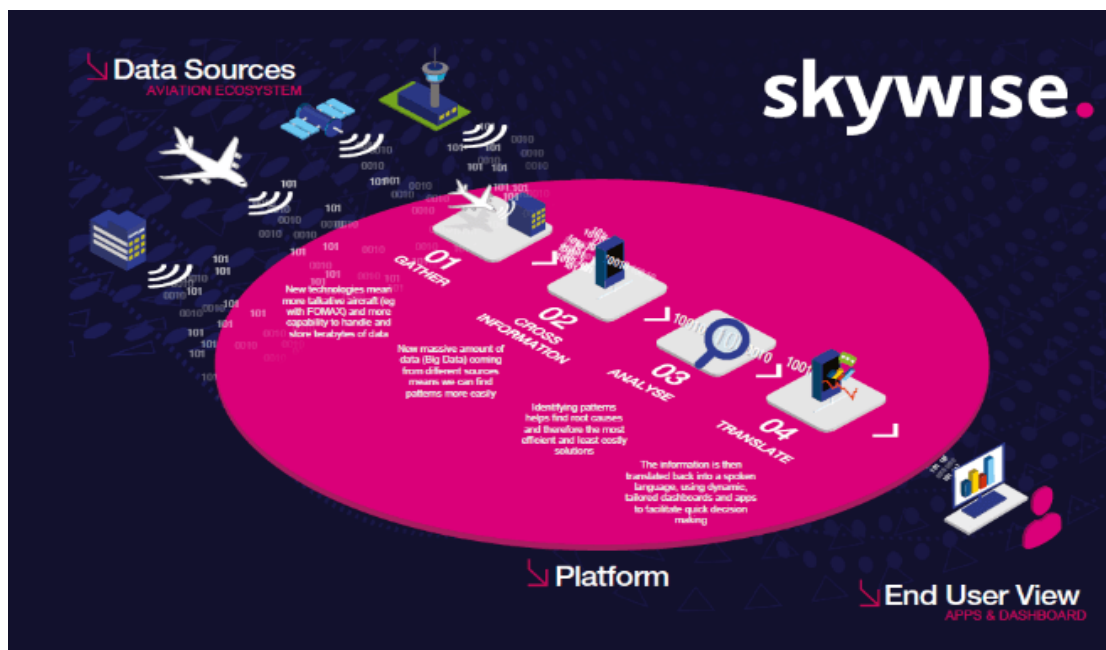 Data Sources
AVIATION ECOSYSTEM
skywise.
01
GATHER
New technologies mean
more talkative aircraft (eg
with FOMAX) and more
capability to handle and
store terabytes of data
02
CROSS
INFORMATION
New massive amount of
data (Big Data) coming
from different sources
means we can find
patterns more easily
03
ANALYSE
Identifying patterns
helps find root causes
and therefore the most
efficient and least costly
solutions
04
TRANSLATE
The information is then
translated back into a spoken
language, using dynamic,
tailored dashboards and apps
to facilitate quick decision
making
Platform
End User View
APPS & DASHBOARD